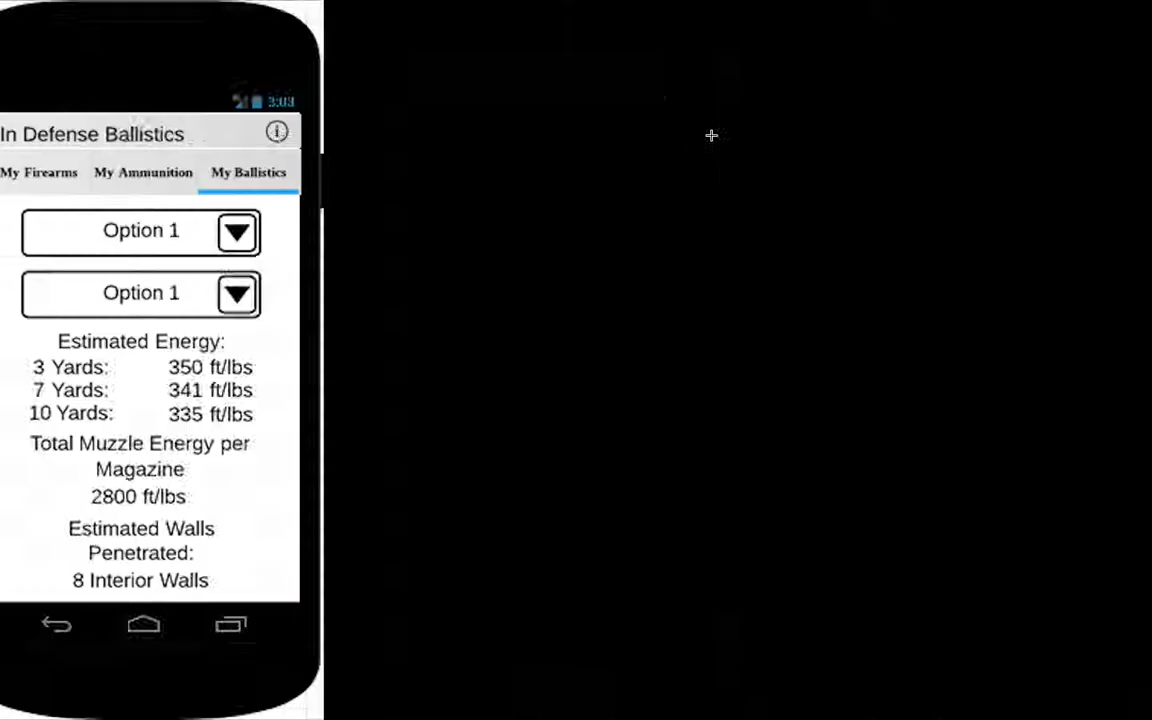 3:03
In Defense Ballistics
My Firearms My Ammunition My Ballistics
Option 1
Option 1
Estimated Energy:
3 Yards: 350 ft/lbs
7 Yards: 341 ft/lbs
10 Yards: 335 ft/lbs
Total Muzzle Energy per
Magazine
2800 ft/lbs
Estimated Walls
Penetrated:
8 Interior Walls